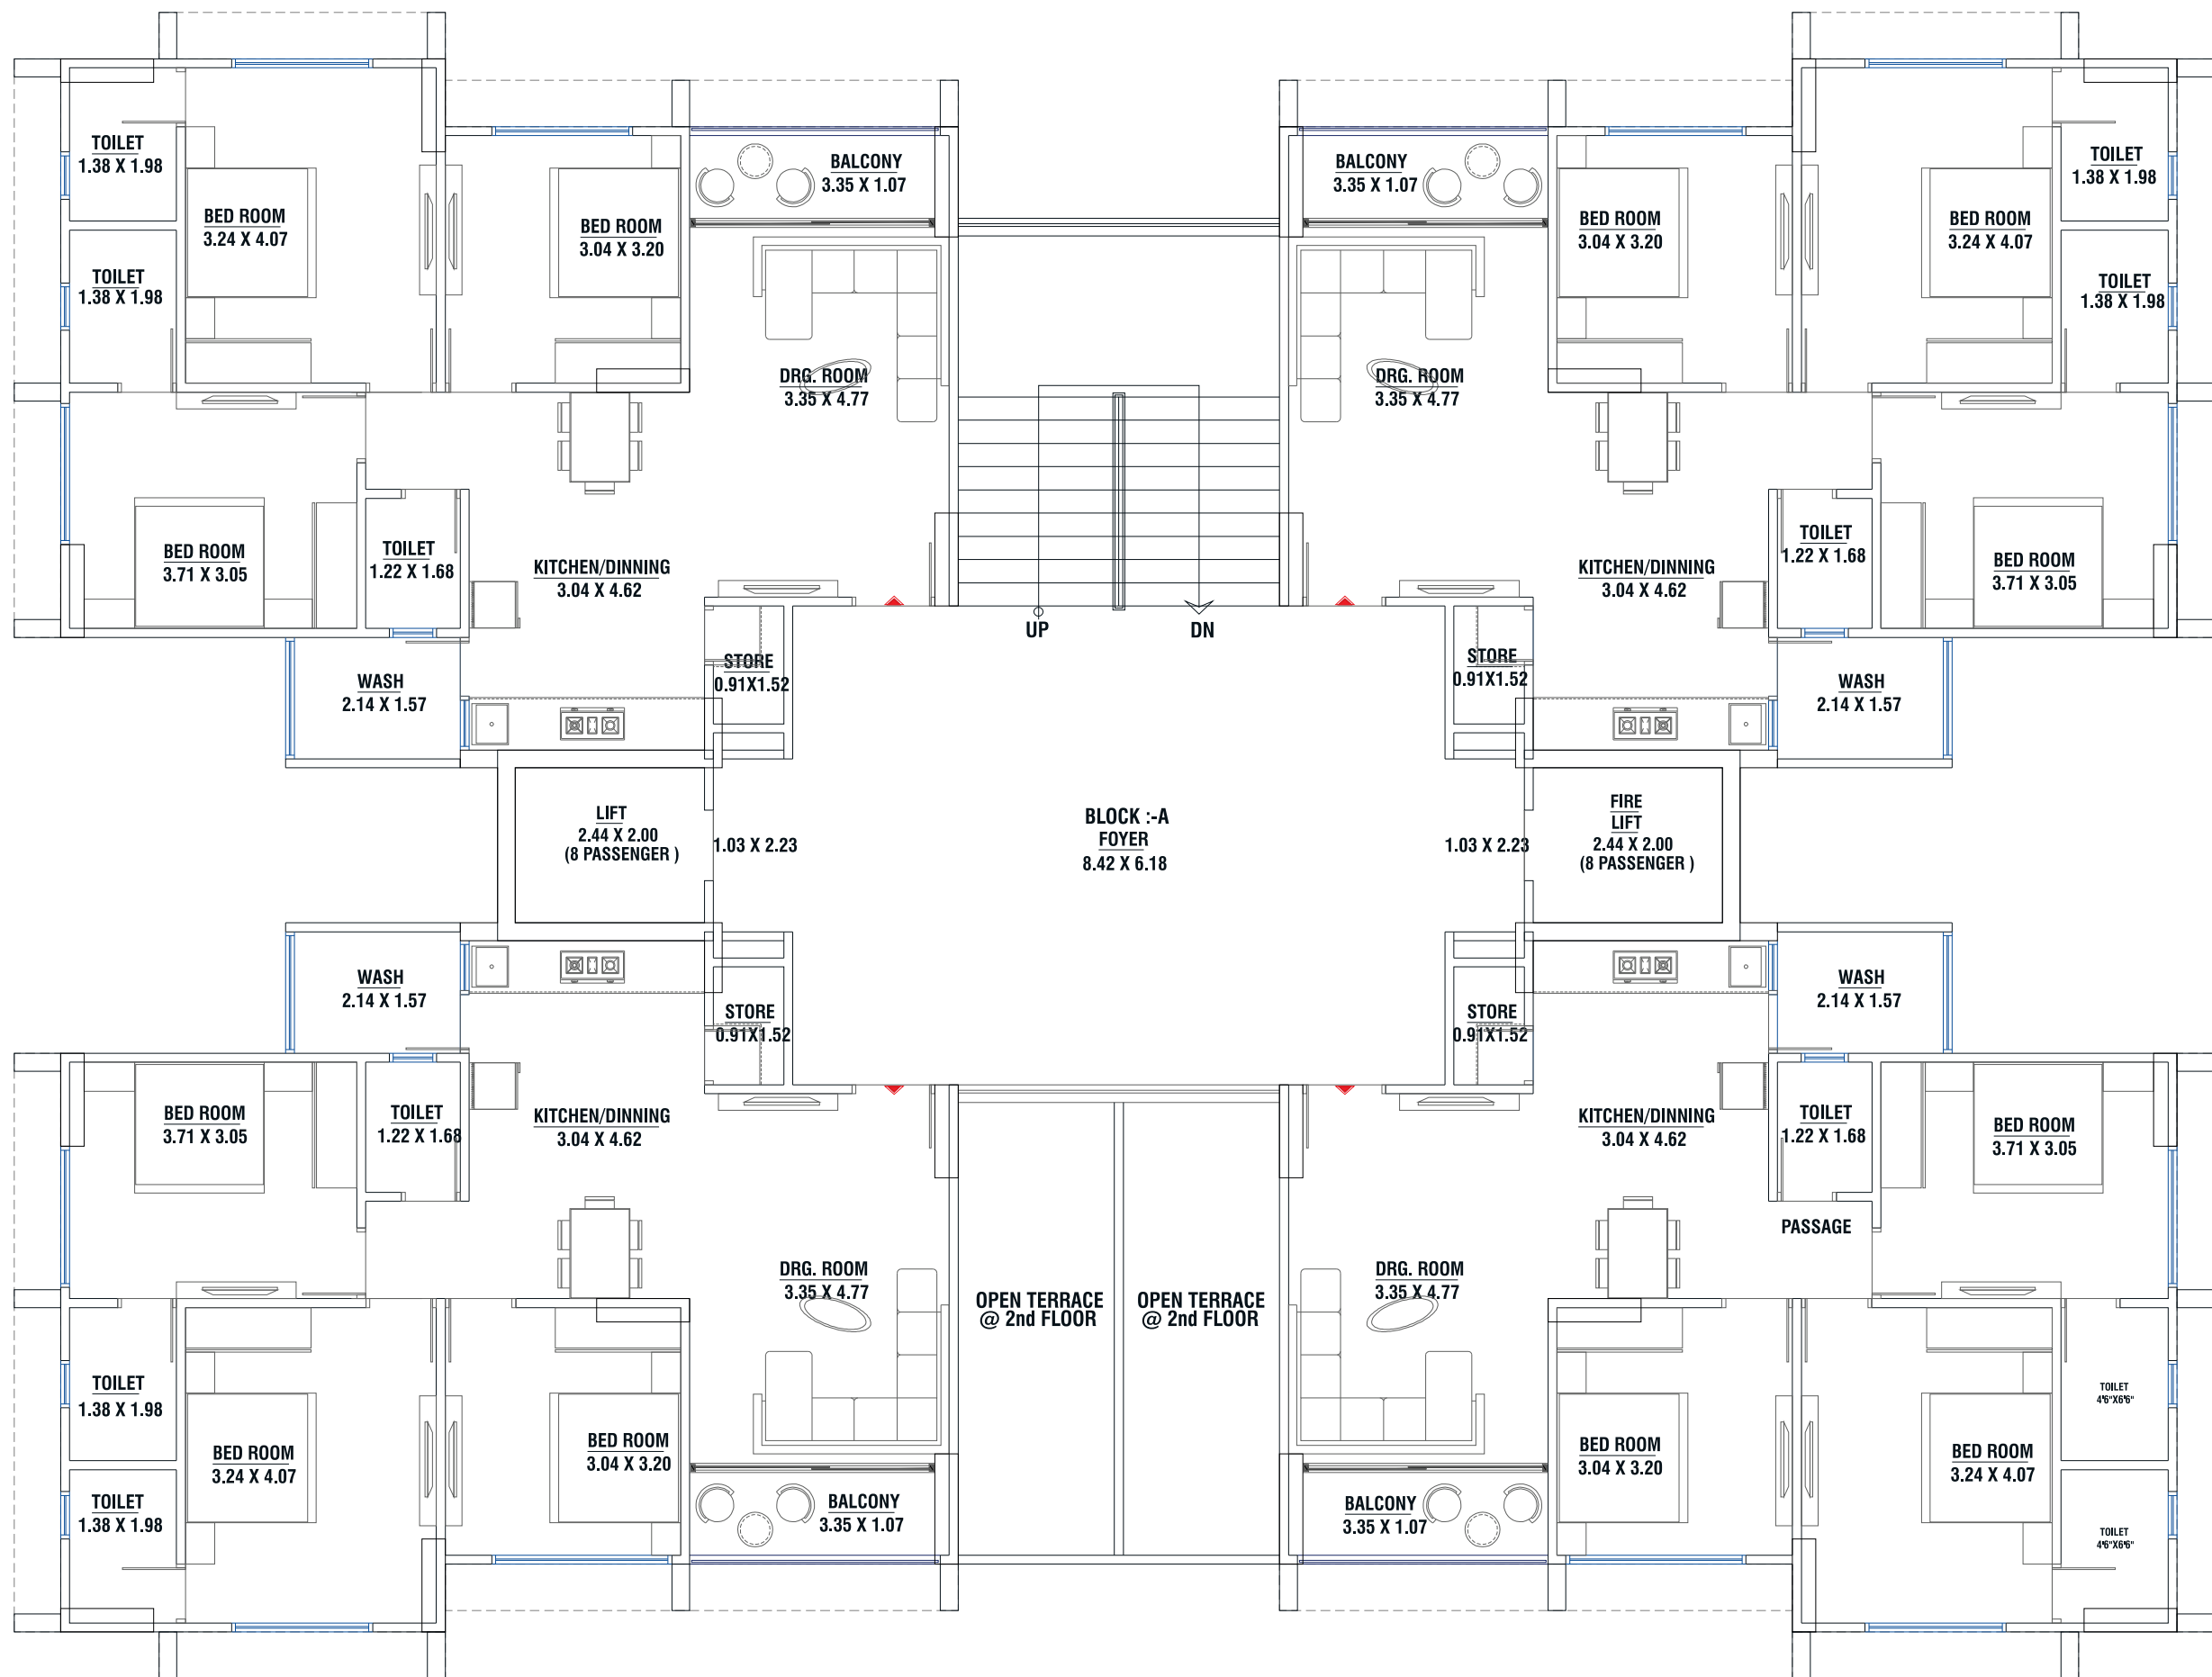 TOILET
1.38 X 1.98
BED ROOM
3.24 X 4.07
TOILET
1.38 X 1.98
BED ROOM
3.04 X 3.20
BALCONY
3.35 X 1.07
DRG. ROOM
3.35 X 4.77
BED ROOM
3.71 X 3.05
TOILET
1.22 X 1.68
KITCHEN/DINNING
3.04 X 4.62
STORE
0.91X1.52
WASH
2.14 X 1.57
UP
DN
BALCONY
3.35 X 1.07
BED ROOM
3.04 X 3.20
BED ROOM
3.24 X 4.07
TOILET
1.38 X 1.98
TOILET
1.38 X 1.98
DRG. ROOM
3.35 X 4.77
KITCHEN/DINNING
3.04 X 4.62
TOILET
1.22 X 1.68
BED ROOM
3.71 X 3.05
STORE
0.91X1.52
WASH
2.14 X 1.57
LIFT
2.44 X 2.00
(8 PASSENGER )
1.03 X 2.23
BLOCK :-A
FOYER
8.42 X 6.18
1.03 X 2.23
FIRE
LIFT
2.44 X 2.00
(8 PASSENGER )
WASH
2.14 X 1.57
STORE
0.91X1.52
BED ROOM
3.71 X 3.05
TOILET
1.22 X 1.68
KITCHEN/DINNING
3.04 X 4.62
DRG. ROOM
3.35 X 4.77
TOILET
1.38 X 1.98
BED ROOM
3.24 X 4.07
BED ROOM
3.04 X 3.20
TOILET
1.38 X 1.98
BALCONY
3.35 X 1.07
OPEN TERRACE
@ 2nd FLOOR
OPEN TERRACE
@ 2nd FLOOR
STORE
0.91X1.52
WASH
2.14 X 1.57
KITCHEN/DINNING
3.04 X 4.62
TOILET
1.22 X 1.68
BED ROOM
3.71 X 3.05
PASSAGE
DRG. ROOM
3.35 X 4.77
TOILET
4'6"X6'6"
BED ROOM
3.04 X 3.20
BED ROOM
3.24 X 4.07
BALCONY
3.35 X 1.07
TOILET
4'6"X6'6"